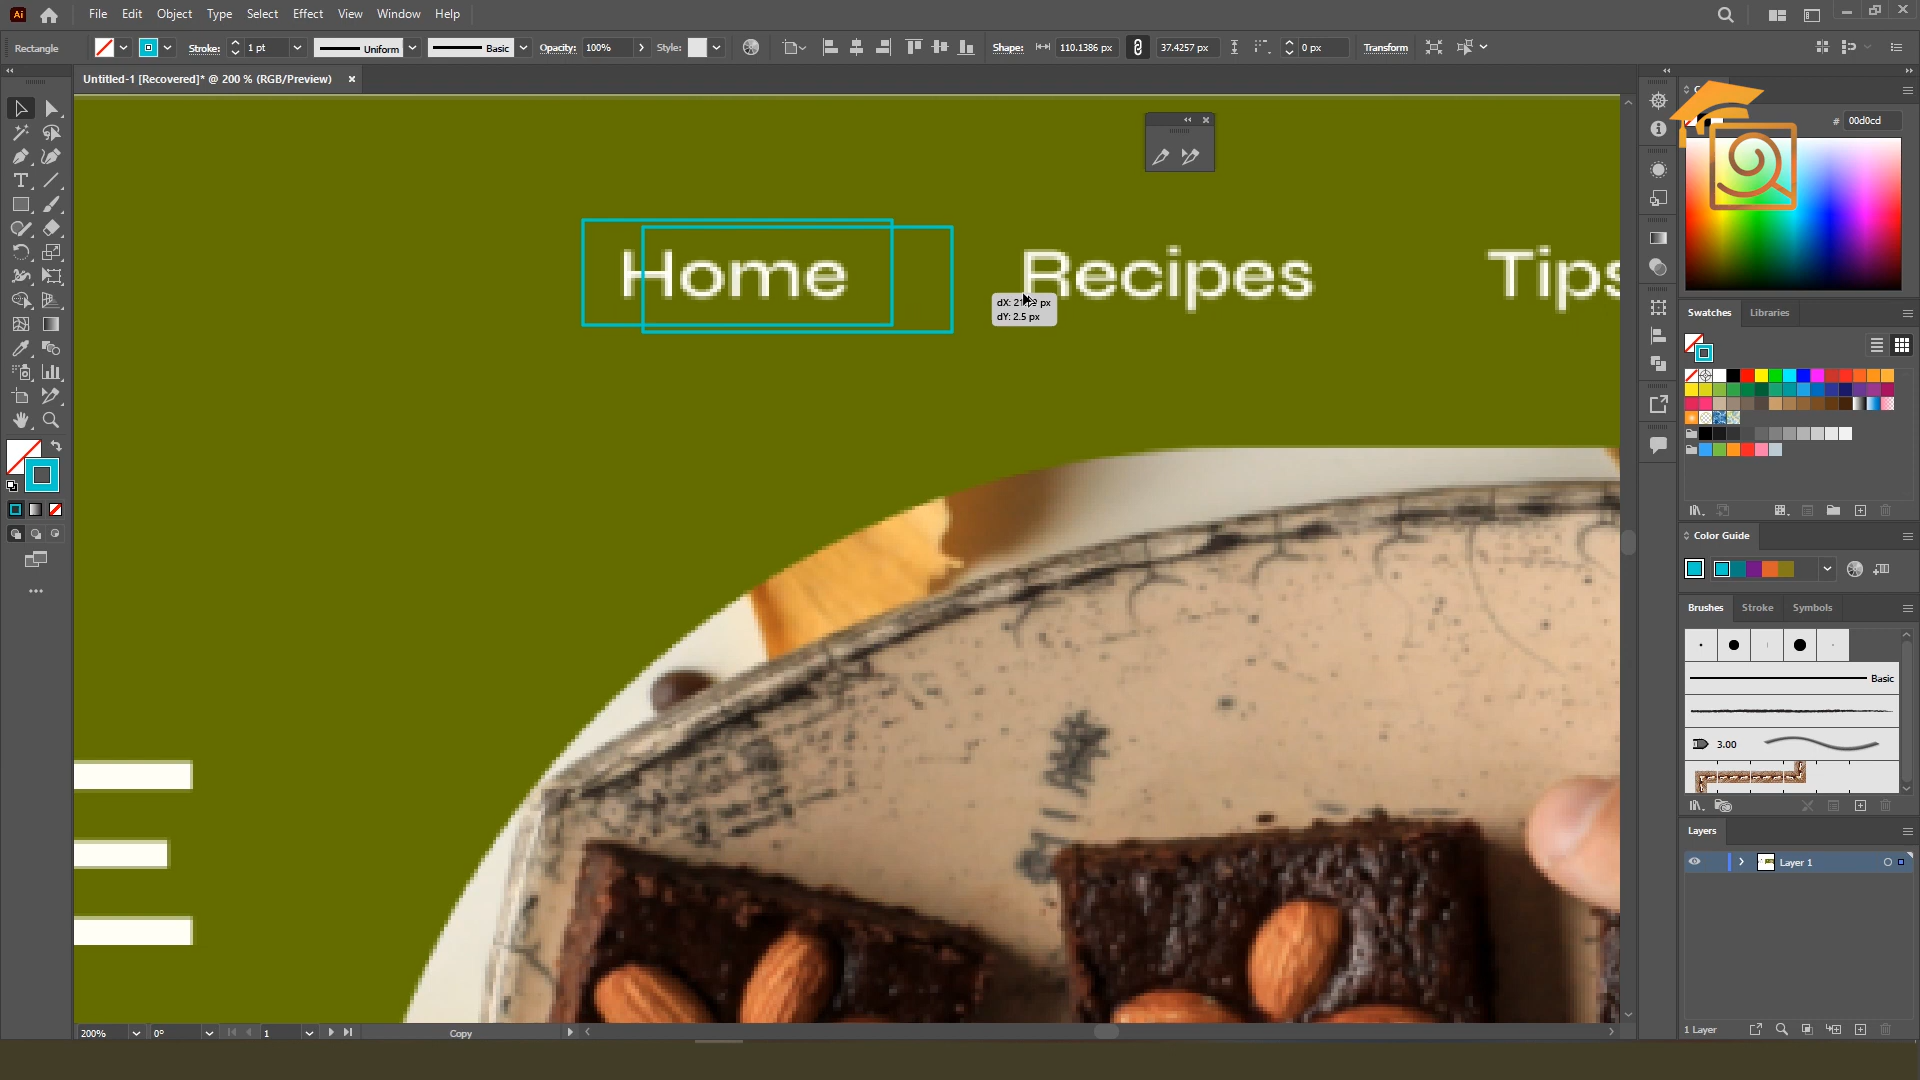 Ai File Edit Object Type Select Effect View Window Help
Rectangle Stroke: 1 pt Uniform Basic Opacity: 100% Style: Shape: 110.1386 px 37.4257 px 0 px Transform
Untitled-1 [Recovered]* @ 200 % (RGB/Preview)
# 00d0cd
Home Recipes Tips
dY: 2.5 px
Swatches Libraries
Color Guide
Brushes Stroke Symbols
Basic
3.00
Layers
Layer 1
1 Layer
200% 0° 1 Copy